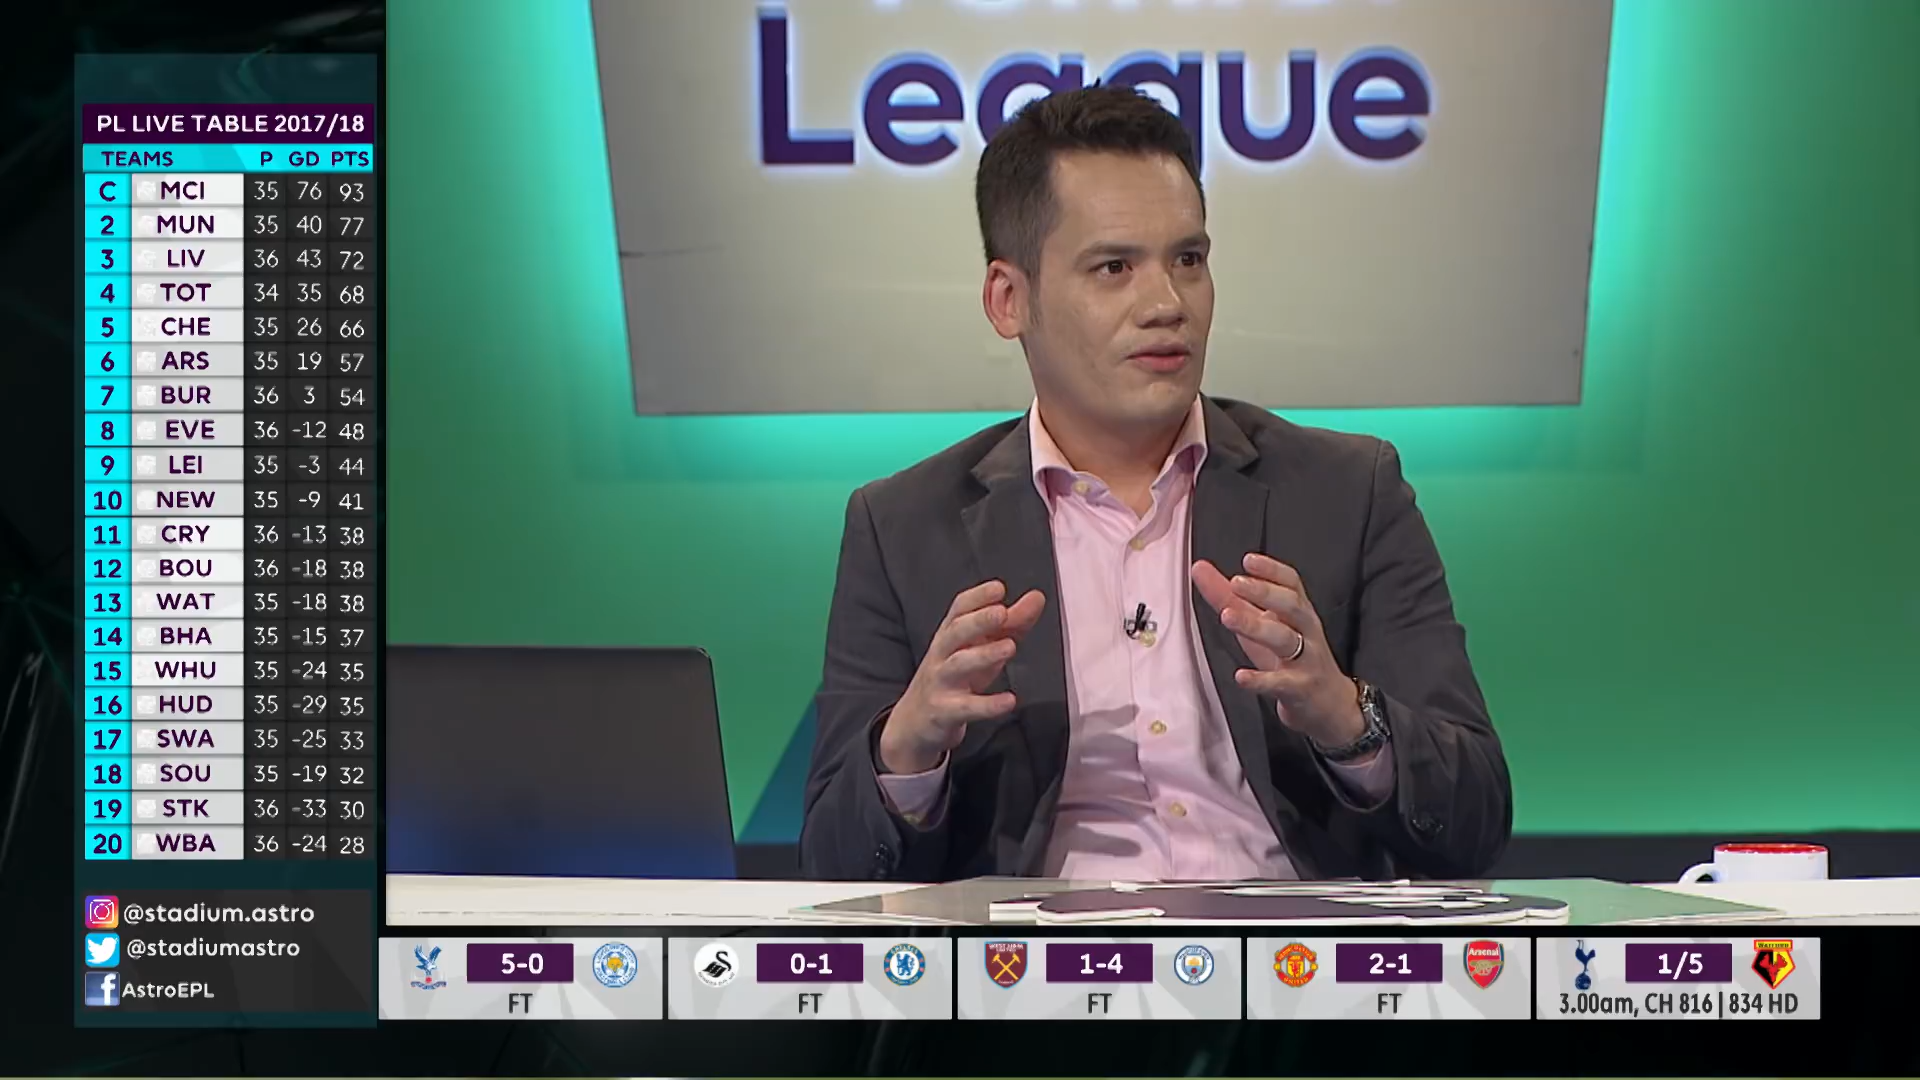 League
PL LIVE TABLE 2017/18
TEAMS P GD PTS
C MCI 35 76 93
2 MUN 35 40 77
3 LIV 36 43 72
4 TOT 34 35 68
5 CHE 35 26 66
6 ARS 35 19 57
7 BUR 36 3 54
8 EVE 36 -12 48
9 LEI 35 -3 44
10 NEW 35 -9 41
11 CRY 36 -13 38
12 BOU 36 -18 38
13 WAT 35 -18 38
14 BHA 35 -15 37
15 WHU 35 -24 35
16 HUD 35 -29 35
17 SWA 35 -25 33
18 SOU 35 -19 32
19 STK 36 -33 30
20 WBA 36 -24 28
@stadium.astro
@stadiumastro
AstroEPL
5-0
FT
0-1
FT
1-4
FT
2-1
Arsenal
FT
1/5
3.00am, CH 816 | 834 HD